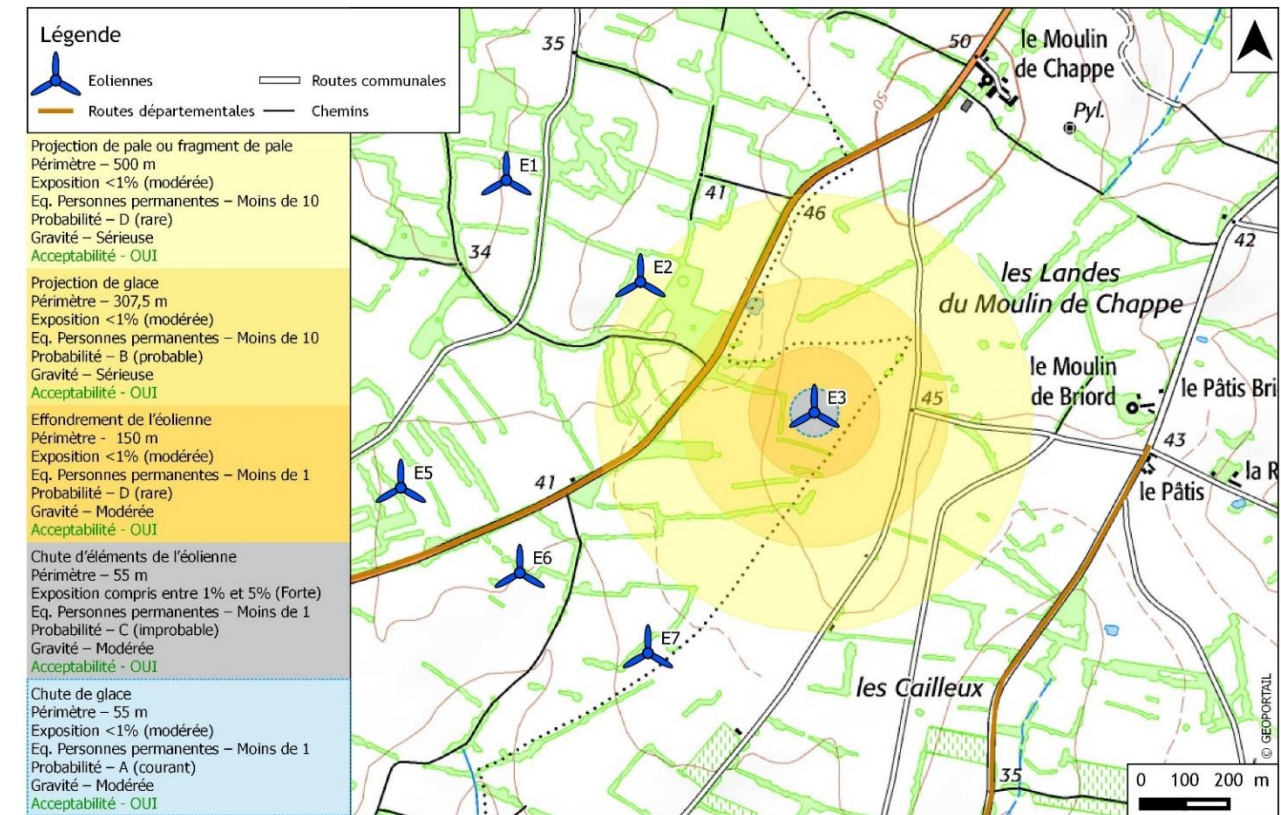 Légende
Eoliennes
Routes communales
Routes départementales
Chemins
Projection de pale ou fragment de pale
Périmètre – 500 m
Exposition <1% (modérée)
Eq. Personnes permanentes – Moins de 10
Probabilité – D (rare)
Gravité – Sérieuse
Acceptabilité - OUI
Projection de glace
Périmètre – 307,5 m
Exposition <1% (modérée)
Eq. Personnes permanentes – Moins de 10
Probabilité – B (probable)
Gravité – Sérieuse
Acceptabilité - OUI
Effondrement de l'éolienne
Périmètre - 150 m
Exposition <1% (modérée)
Eq. Personnes permanentes – Moins de 1
Probabilité – D (rare)
Gravité – Modérée
Acceptabilité - OUI
Chute d'éléments de l'éolienne
Périmètre – 55 m
Exposition compris entre 1% et 5% (Forte)
Eq. Personnes permanentes – Moins de 1
Probabilité – C (improbable)
Gravité – Modérée
Acceptabilité - OUI
Chute de glace
Périmètre – 55 m
Exposition <1% (modérée)
Eq. Personnes permanentes – Moins de 1
Probabilité – A (courant)
Gravité – Modérée
Acceptabilité - OUI
35
50
le Moulin
de Chappe
50
Pyl.
E1
41
46
34
E2
42
les Landes
du Moulin de Chappe
le Moulin
de Briord
le Pâtis Bri
E3
45
43
la R
le Pâtis
E5
41
E6
E7
les Cailleux
35
© GEOPORTAIL
0 100 200 m